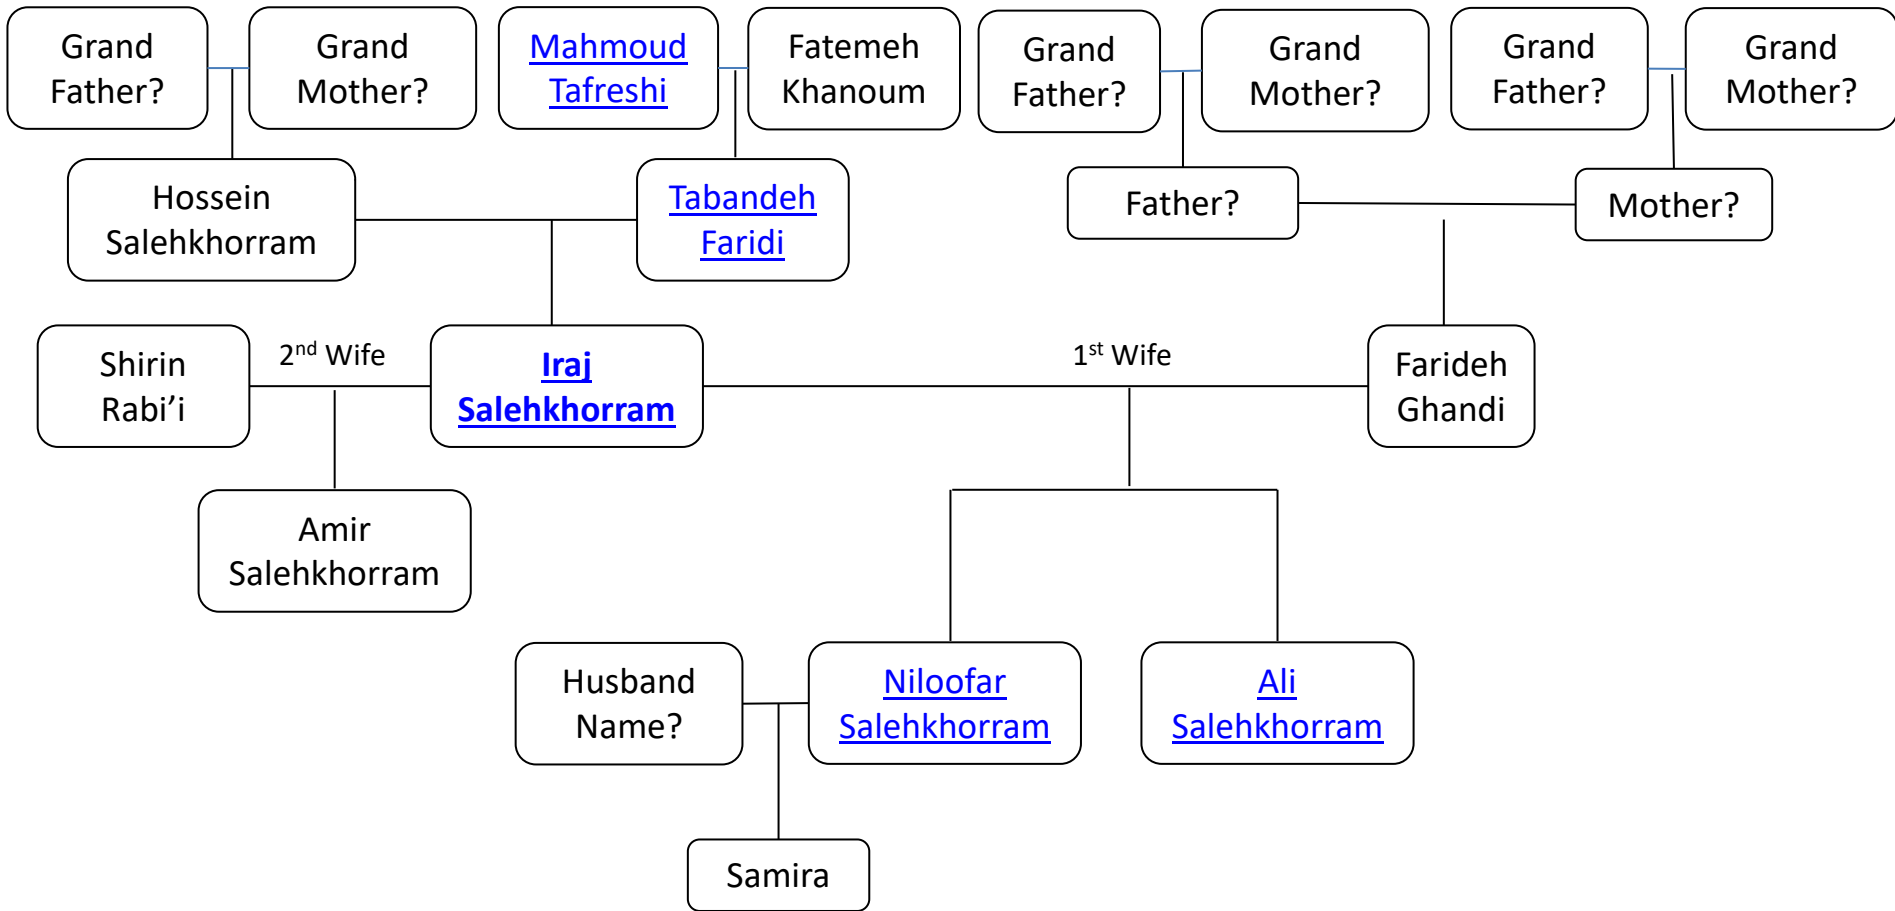 Grand
Father?
Grand
Mother?
Mahmoud
Tafreshi
Fatemeh
Khanoum
Grand
Father?
Grand
Mother?
Grand
Father?
Grand
Mother?
Hossein
Salehkhorram
Tabandeh
Faridi
Father?
Mother?
Shirin
Rabi’i
2nd Wife
Iraj
Salehkhorram
1st Wife
Farideh
Ghandi
Amir
Salehkhorram
Husband
Name?
Niloofar
Salehkhorram
Ali
Salehkhorram
Samira